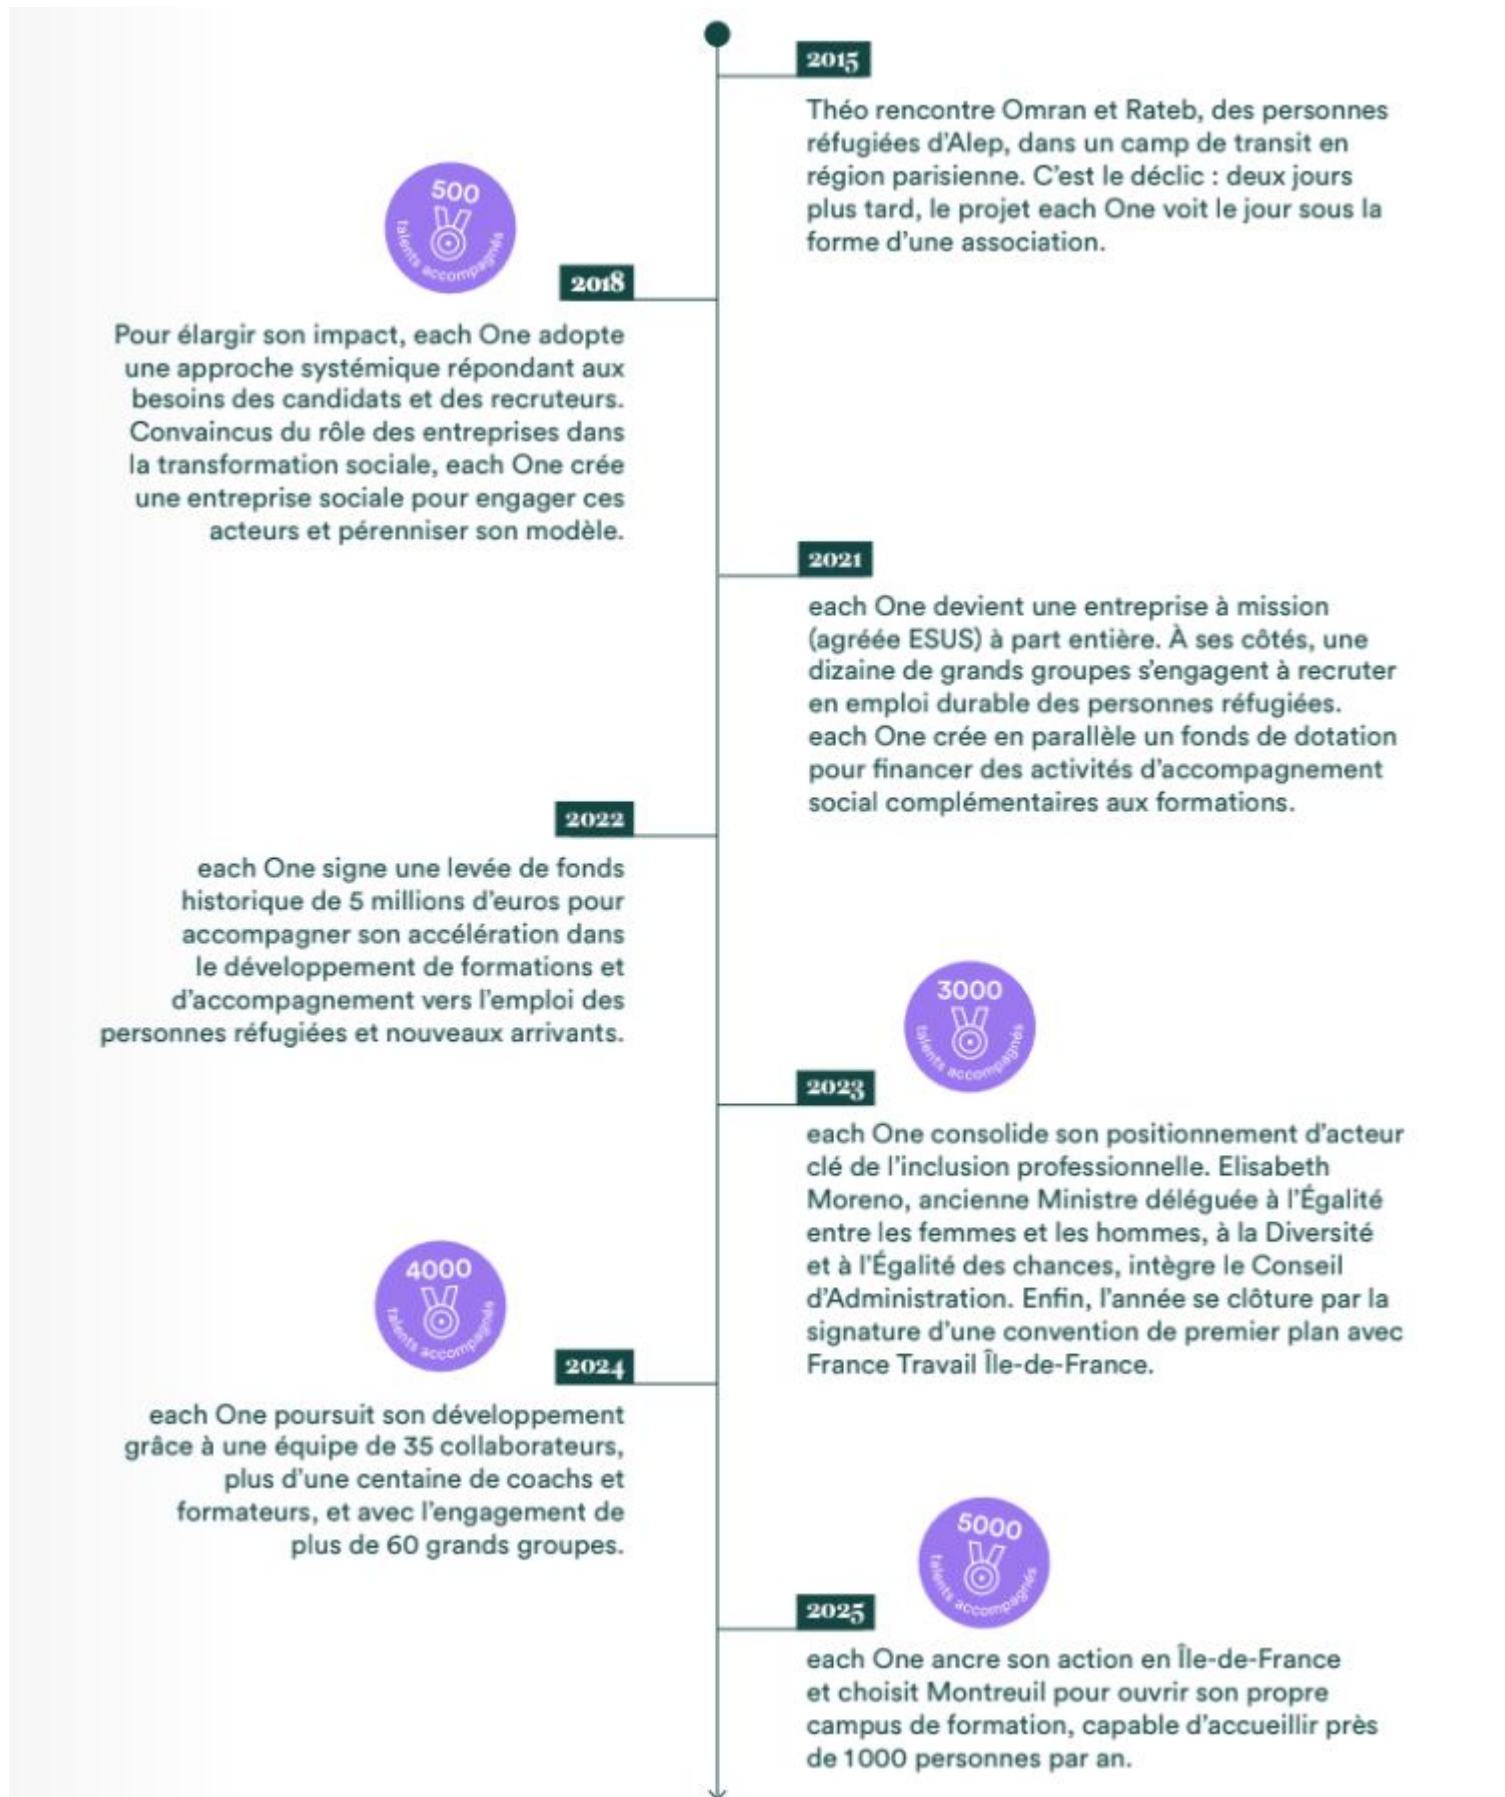 2015
Théo rencontre Omran et Rateb, des personnes
réfugiées d'Alep, dans un camp de transit en
région parisienne. C'est le déclic : deux jours
plus tard, le projet each One voit le jour sous la
forme d'une association.
500
talents accompagnés
2018
Pour élargir son impact, each One adopte
une approche systémique répondant aux
besoins des candidats et des recruteurs.
Convaincus du rôle des entreprises dans
la transformation sociale, each One crée
une entreprise sociale pour engager ces
acteurs et pérenniser son modèle.
2021
each One devient une entreprise à mission
(agréée ESUS) à part entière. À ses côtés, une
dizaine de grands groupes s'engagent à recruter
en emploi durable des personnes réfugiées.
each One crée en parallèle un fonds de dotation
pour financer des activités d'accompagnement
social complémentaires aux formations.
2022
each One signe une levée de fonds
historique de 5 millions d'euros pour
accompagner son accélération dans
le développement de formations et
d'accompagnement vers l'emploi des
personnes réfugiées et nouveaux arrivants.
3000
talents accompagnés
2023
each One consolide son positionnement d'acteur
clé de l'inclusion professionnelle. Elisabeth
Moreno, ancienne Ministre déléguée à l'Égalité
entre les femmes et les hommes, à la Diversité
et à l'Égalité des chances, intègre le Conseil
d'Administration. Enfin, l'année se clôture par la
signature d'une convention de premier plan avec
France Travail Île-de-France.
4000
talents accompagnés
2024
each One poursuit son développement
grâce à une équipe de 35 collaborateurs,
plus d'une centaine de coachs et
formateurs, et avec l'engagement de
plus de 60 grands groupes.
5000
talents accompagnés
2025
each One ancre son action en Île-de-France
et choisit Montreuil pour ouvrir son propre
campus de formation, capable d'accueillir près
de 1000 personnes par an.